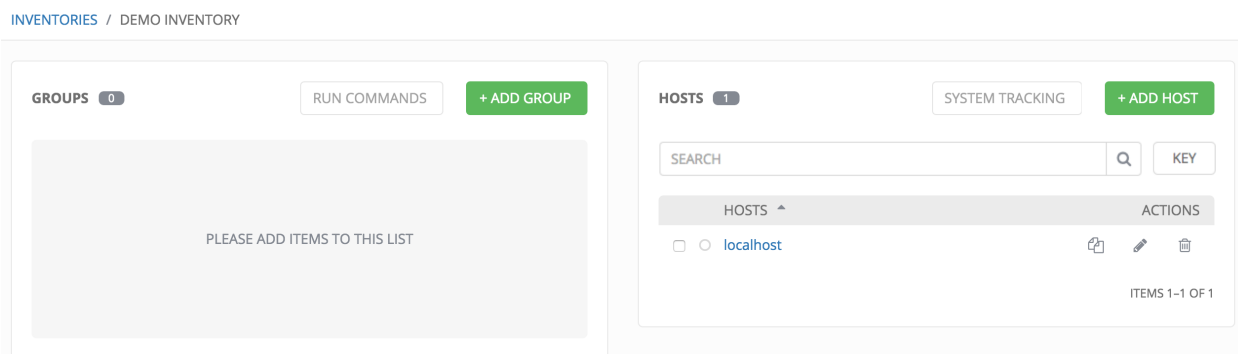 INVENTORIES / DEMO INVENTORY
GROUPS 0 RUN COMMANDS + ADD GROUP
PLEASE ADD ITEMS TO THIS LIST
HOSTS 1 SYSTEM TRACKING + ADD HOST
SEARCH KEY
HOSTS ACTIONS
localhost
ITEMS 1–1 OF 1